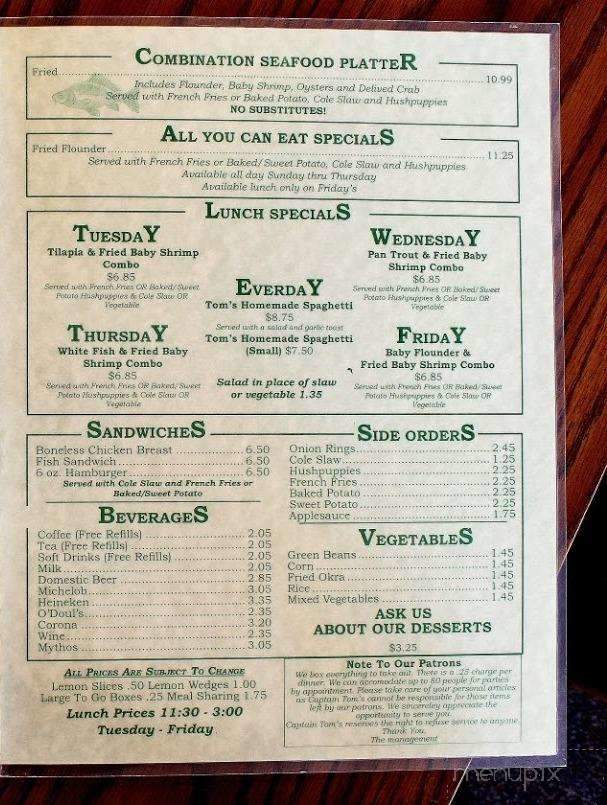 COMBINATION SEAFOOD PLATTER
Fried 10.99
Includes Flounder, Baby Shrimp, Oysters and Delived Crab
Served with French Fries or Baked Potato, Cole Slaw and Hushpuppies
NO SUBSTITUTES!
ALL YOU CAN EAT SPECIALS
Fried Flounder 11.25
Served with French Fries or Baked/Sweet Potato, Cole Slaw and Hushpuppies
Available all day Sunday thru Thursday
Available lunch only on Friday's
LUNCH SPECIALS
TUESDAY
Tilapia & Fried Baby Shrimp
Combo
$6.85
Served with French Fries OR Baked/Sweet
Potato Hushpuppies & Cole Slaw OR
Vegetable
WEDNESDAY
Pan Trout & Fried Baby
Shrimp Combo
$6.85
Served with French Fries OR Baked/Sweet
Potato Hushpuppies & Cole Slaw OR
Vegetable
EVERDAY
Tom's Homemade Spaghetti
$8.75
Served with a salad and garlic toast
Tom's Homemade Spaghetti
(Small) $7.50
Salad in place of slaw
or vegetable 1.35
THURSDAY
White Fish & Fried Baby
Shrimp Combo
$6.85
Served with French Fries OR Baked/Sweet
Potato Hushpuppies & Cole Slaw OR
Vegetable
FRIDAY
Baby Flounder &
Fried Baby Shrimp Combo
$6.85
Served with French Fries OR Baked/Sweet
Potato Hushpuppies & Cole Slaw OR
Vegetable
SANDWICHES
Boneless Chicken Breast 6.50
Fish Sandwich 6.50
6 oz. Hamburger 6.50
Served with Cole Slaw and French Fries or
Baked/Sweet Potato
BEVERAGES
Coffee (Free Refills) 2.05
Tea (Free Refills) 2.05
Soft Drinks (Free Refills) 2.05
Milk 2.05
Domestic Beer 2.85
Michelob 3.05
Heineken 3.35
O'Doul's 2.35
Corona 3.20
Wine 2.35
Mythos 3.05
SIDE ORDERS
Onion Rings 2.45
Cole Slaw 1.25
Hushpuppies 2.25
French Fries 2.25
Baked Potato 2.25
Sweet Potato 2.25
Applesauce 1.75
VEGETABLES
Green Beans 1.45
Corn 1.45
Fried Okra 1.45
Rice 1.45
Mixed Vegetables 1.45
ASK US
ABOUT OUR DESSERTS
$3.25
ALL PRICES ARE SUBJECT TO CHANGE
Lemon Slices .50 Lemon Wedges 1.00
Large To Go Boxes .25 Meal Sharing 1.75
Lunch Prices 11:30 - 3:00
Tuesday - Friday
Note To Our Patrons
We box everything to take out. There is a .25 charge per
dinner. We can accomodate up to 80 people for parties
by appointment. Please take care of your personal articles
as Captain Tom's cannot be responsible for those items
left by our patrons. We sincereley appreciate the
opportunity to serve you.
Captain Tom's reserves the right to refuse service to anyone.
Thank You,
The management
menupix